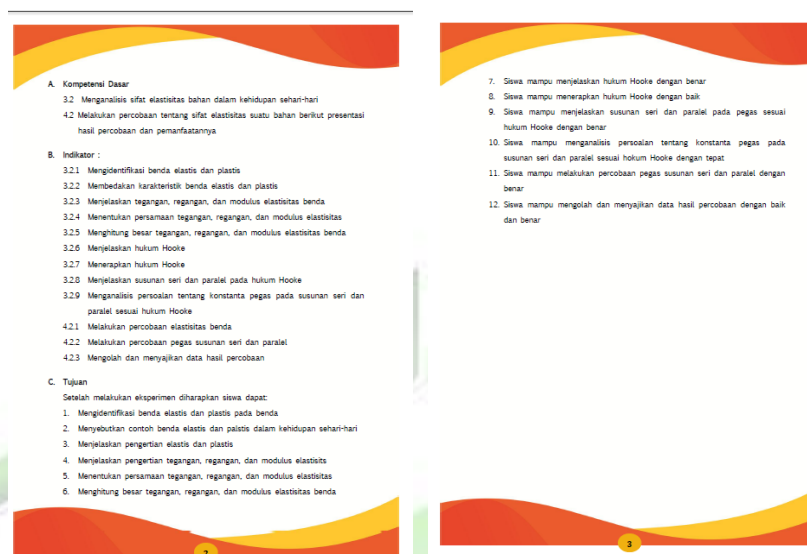 A. Kompetensi Dasar
3.2 Menganalisis sifat elastisitas bahan dalam kehidupan sehari-hari
4.2 Melakukan percobaan tentang sifat elastisitas suatu bahan berikut presentasi
hasil percobaan dan pemanfaatannya
B. Indikator :
3.2.1 Mengidentifikasi benda elastis dan plastis
3.2.2 Membedakan karakteristik benda elastis dan plastis
3.2.3 Menjelaskan tegangan, regangan, dan modulus elastisitas benda
3.2.4 Menentukan persamaan tegangan, regangan, dan modulus elastisitas
3.2.5 Menghitung besar tegangan, regangan, dan modulus elastisitas benda
3.2.6 Menjelaskan hukum Hooke
3.2.7 Menerapkan hukum Hooke
3.2.8 Menjelaskan susunan seri dan paralel pada hukum Hooke
3.2.9 Menganalisis persoalan tentang konstanta pegas pada susunan seri dan
paralel sesuai hukum Hooke
4.2.1 Melakukan percobaan elastisitas benda
4.2.2 Melakukan percobaan pegas susunan seri dan paralel
4.2.3 Mengolah dan menyajikan data hasil percobaan
C. Tujuan
Setelah melakukan eksperimen diharapkan siswa dapat:
1. Mengidentifikasi benda elastis dan plastis pada benda
2. Menyebutkan contoh benda elastis dan palstis dalam kehidupan sehari-hari
3. Menjelaskan pengertian elastis dan plastis
4. Menjelaskan pengertian tegangan, regangan, dan modulus elastisits
5. Menentukan persamaan tegangan, regangan, dan modulus elastisitas
6. Menghitung besar tegangan, regangan, dan modulus elastisitas benda
2
7. Siswa mampu menjelaskan hukum Hooke dengan benar
8. Siswa mampu menerapkan hukum Hooke dengan baik
9. Siswa mampu menjelaskan susunan seri dan paralel pada pegas sesuai
hukum Hooke dengan benar
10. Siswa mampu menganalisis persoalan tentang konstanta pegas pada
susunan seri dan paralel sesuai hokum Hooke dengan tepat
11. Siswa mampu melakukan percobaan pegas susunan seri dan paralel dengan
benar
12. Siswa mampu mengolah dan menyajikan data hasil percobaan dengan baik
dan benar
3